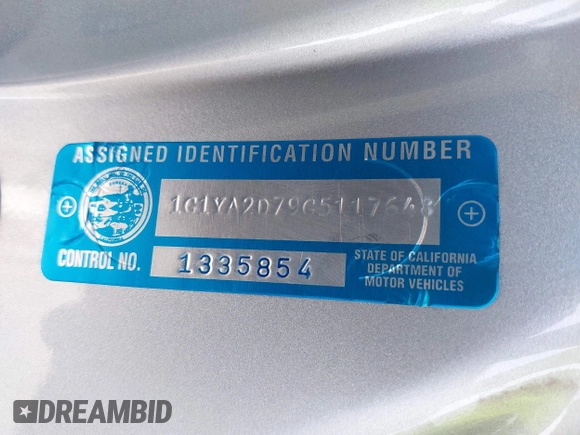 ASSIGNED IDENTIFICATION NUMBER
1G1YA2D79G5117648
CONTROL NO.
1335854
STATE OF CALIFORNIA
DEPARTMENT OF
MOTOR VEHICLES
DREAMBID